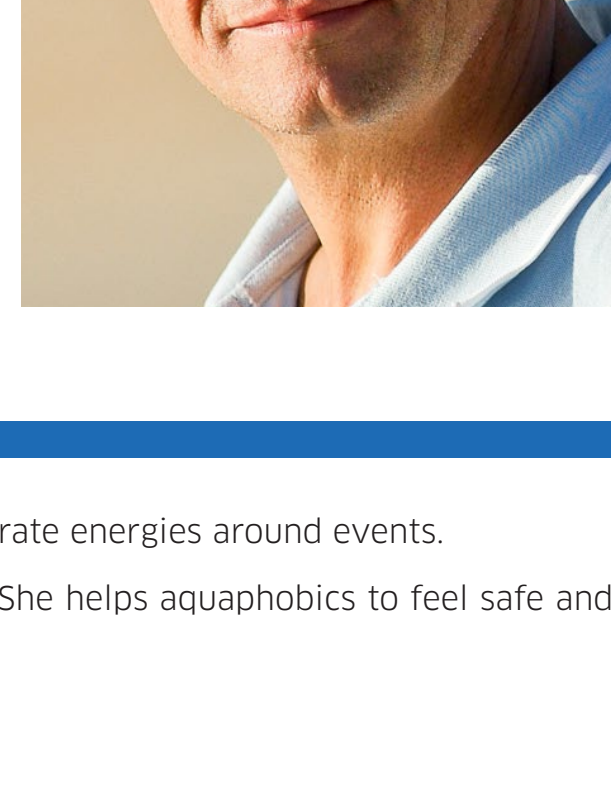 rate energies around events.
She helps aquaphobics to feel safe and